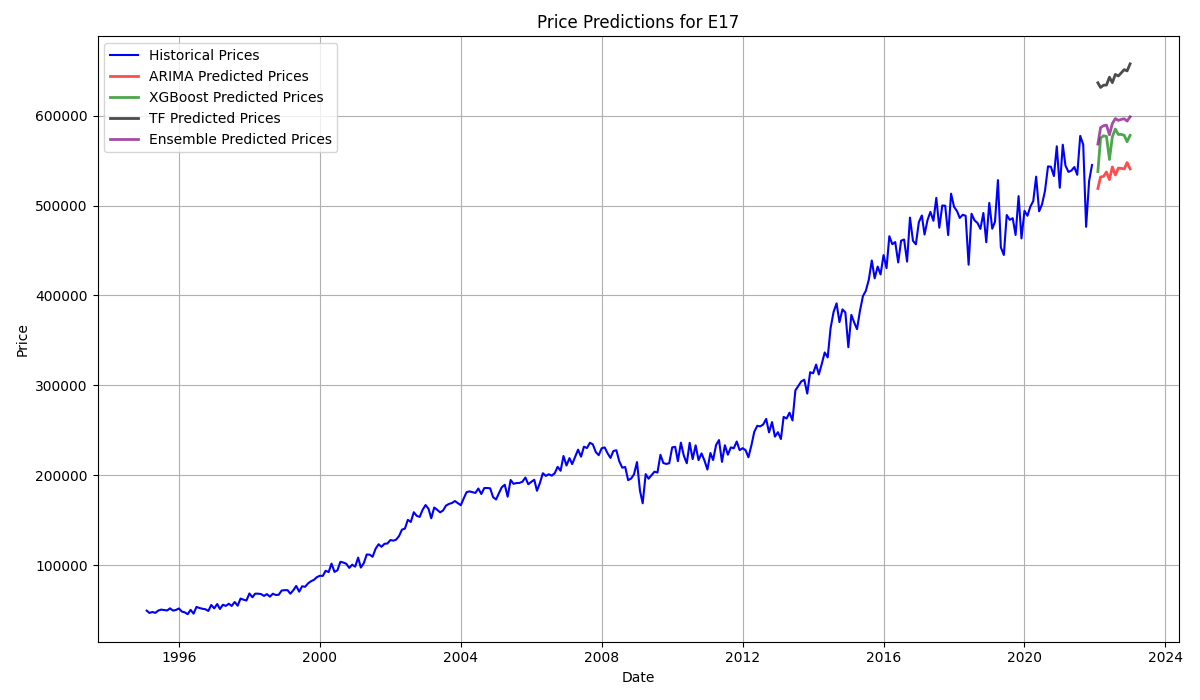 Price Predictions for E17
Historical Prices
ARIMA Predicted Prices
XGBoost Predicted Prices
TF Predicted Prices
Ensemble Predicted Prices
600000
500000
400000
300000
200000
100000
Price
1996 2000 2004 2008 2012 2016 2020 2024
Date